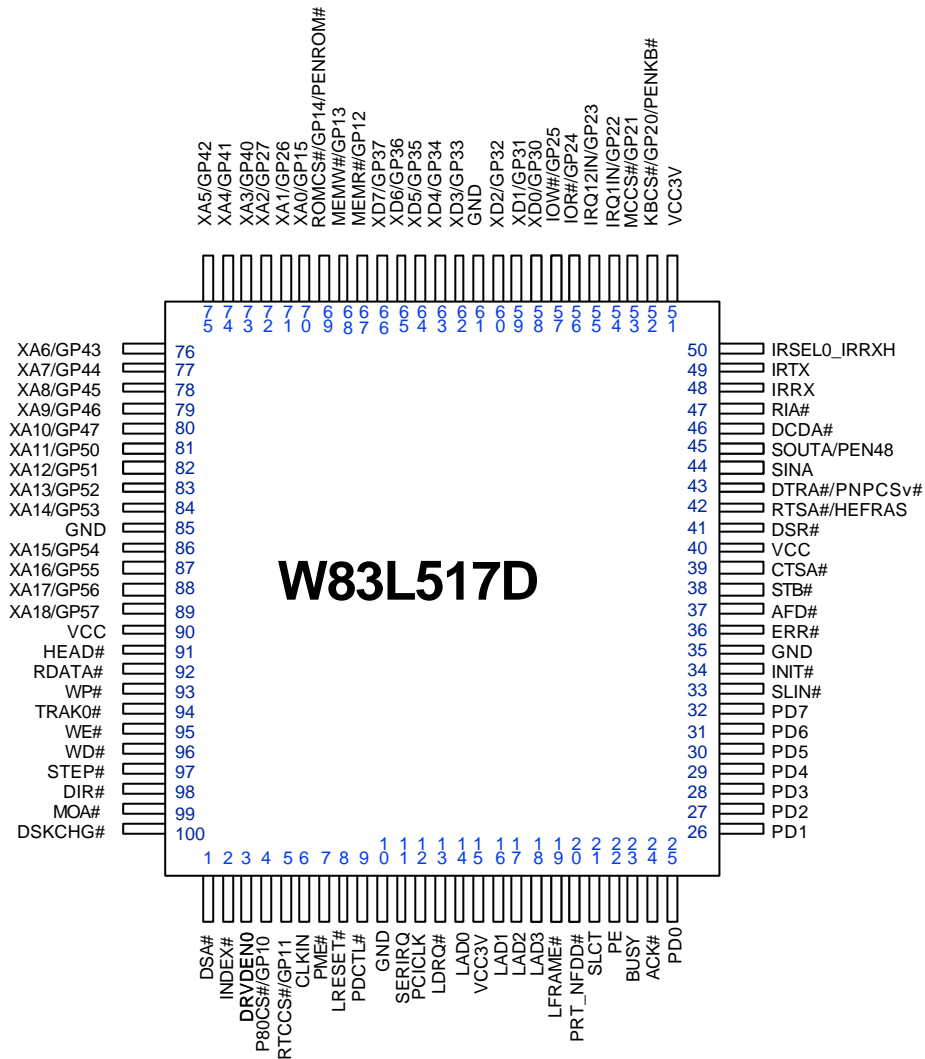 XA5/GP42
XA4/GP41
XA3/GP40
XA2/GP27
XA1/GP26
XA0/GP15
ROMCS#/GP14/PENROM#
MEMW#/GP13
MEMR#/GP12
XD7/GP37
XD6/GP36
XD5/GP35
XD4/GP34
XD3/GP33
GND
XD2/GP32
XD1/GP31
XD0/GP30
IOW#/GP25
IOR#/GP24
IRQ12IN/GP23
IRQ1IN/GP22
MCCS#/GP21
KBCS#/GP20/PENKB#
VCC3V
75 74 73 72 71 70 69 68 67 66 65 64 63 62 61 60 59 58 57 56 55 54 53 52 51
XA6/GP43 76
XA7/GP44 77
XA8/GP45 78
XA9/GP46 79
XA10/GP47 80
XA11/GP50 81
XA12/GP51 82
XA13/GP52 83
XA14/GP53 84
GND 85
XA15/GP54 86
XA16/GP55 87
XA17/GP56 88
XA18/GP57 89
VCC 90
HEAD# 91
RDATA# 92
WP# 93
TRAK0# 94
WE# 95
WD# 96
STEP# 97
DIR# 98
MOA# 99
DSKCHG# 100
W83L517D
50 IRSEL0_IRRXH
49 IRTX
48 IRRX
47 RIA#
46 DCDA#
45 SOUTA/PEN48
44 SINA
43 DTRA#/PNPCSv#
42 RTSA#/HEFRAS
41 DSR#
40 VCC
39 CTSA#
38 STB#
37 AFD#
36 ERR#
35 GND
34 INIT#
33 SLIN#
32 PD7
31 PD6
30 PD5
29 PD4
28 PD3
27 PD2
26 PD1
1 2 3 4 5 6 7 8 9 10 11 12 13 14 15 16 17 18 19 20 21 22 23 24 25
DSA#
INDEX#
DRVDEN0
P80CS#/GP10
RTCCS#/GP11
CLKIN
PME#
LRESET#
PDCTL#
GND
SERIRQ
PCICLK
LDRQ#
LAD0
VCC3V
LAD1
LAD2
LAD3
LFRAME#
PRT_NFDD#
SLCT
PE
BUSY
ACK#
PD0